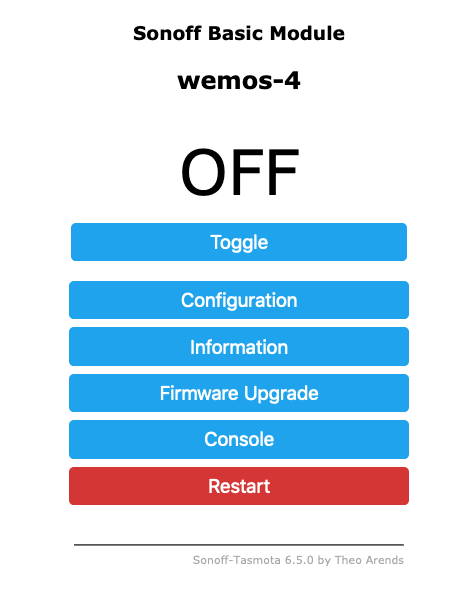 Sonoff Basic Module
wemos-4
OFF
Toggle
Configuration
Information
Firmware Upgrade
Console
Restart
Sonoff-Tasmota 6.5.0 by Theo Arends